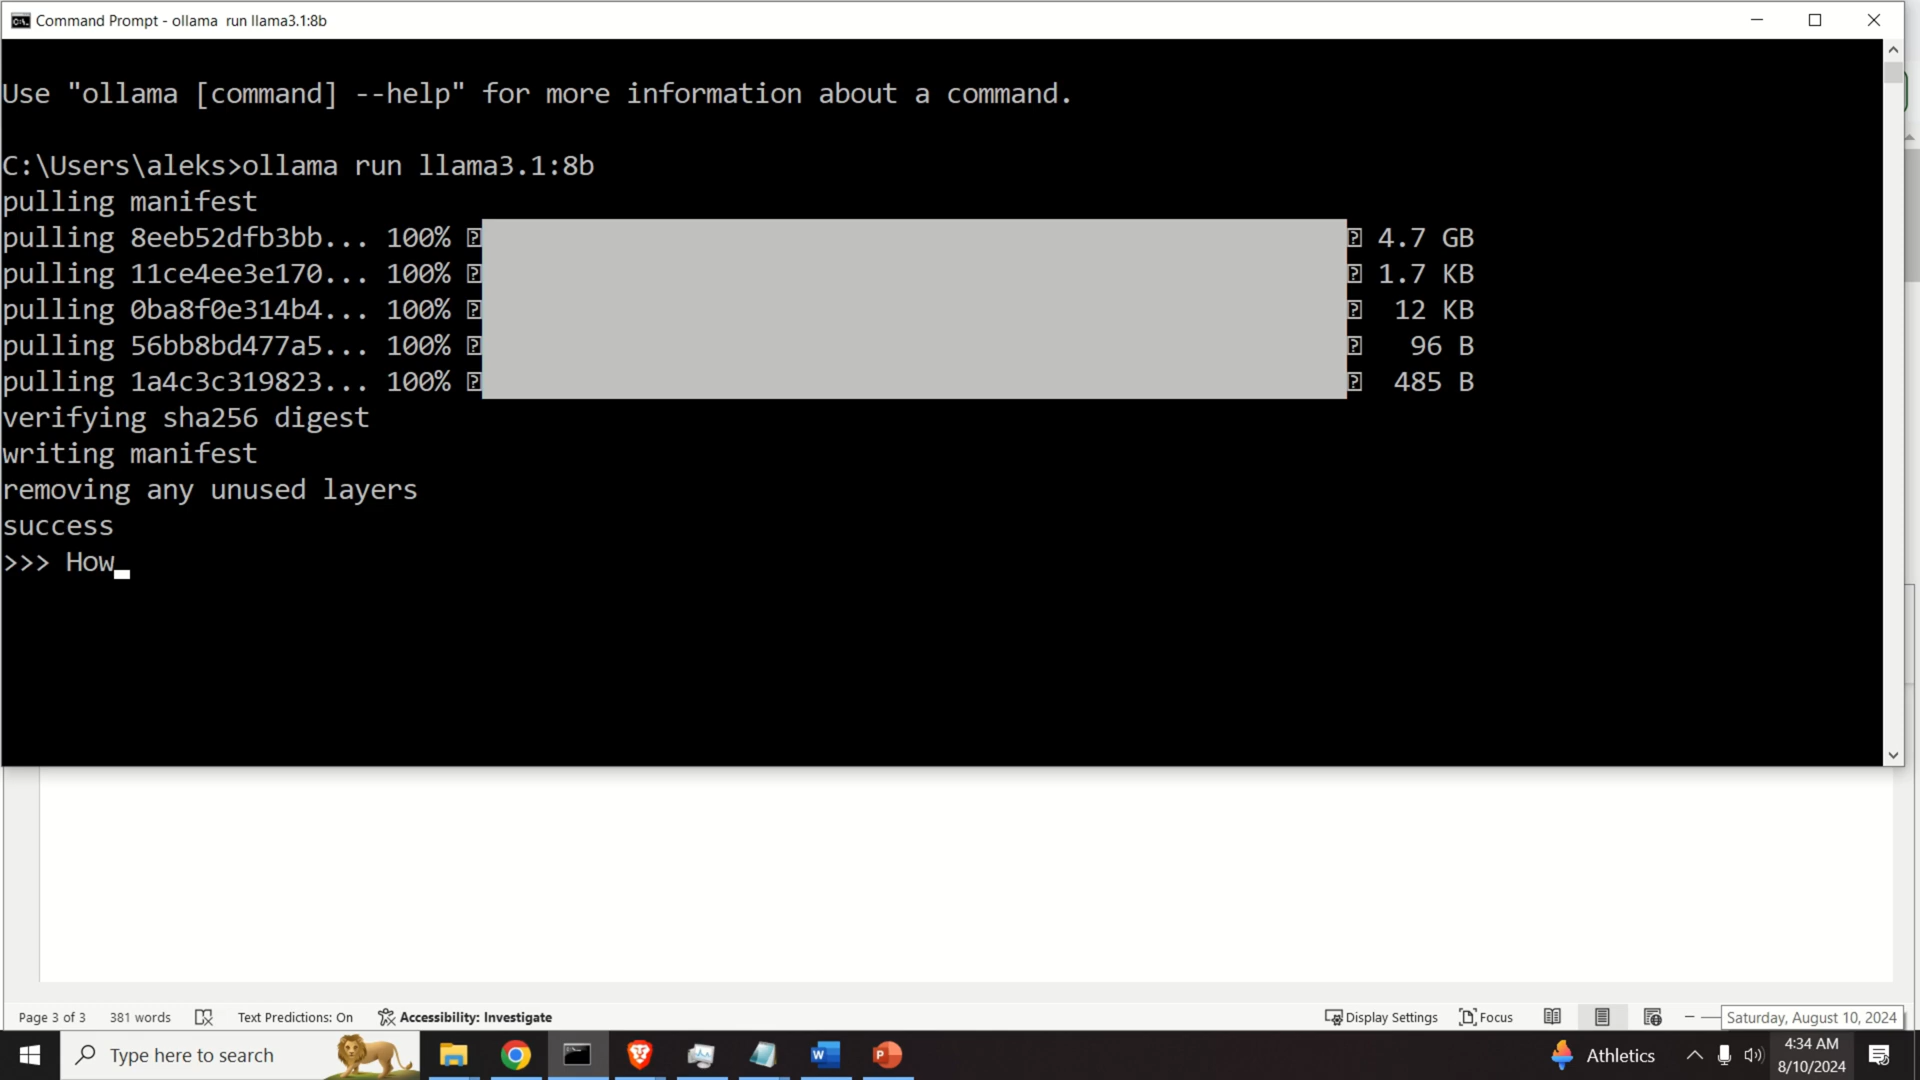 Command Prompt - ollama  run llama3.1:8b
Use "ollama [command] --help" for more information about a command.
C:\Users\aleks>ollama run llama3.1:8b
pulling manifest
pulling 8eeb52dfb3bb... 100% 4.7 GB
pulling 11ce4ee3e170... 100% 1.7 KB
pulling 0ba8f0e314b4... 100% 12 KB
pulling 56bb8bd477a5... 100% 96 B
pulling 1a4c3c319823... 100% 485 B
verifying sha256 digest
writing manifest
removing any unused layers
success
>>> How
Page 3 of 3 381 words Text Predictions: On Accessibility: Investigate Display Settings Focus Saturday, August 10, 2024
Type here to search Athletics 4:34 AM
8/10/2024